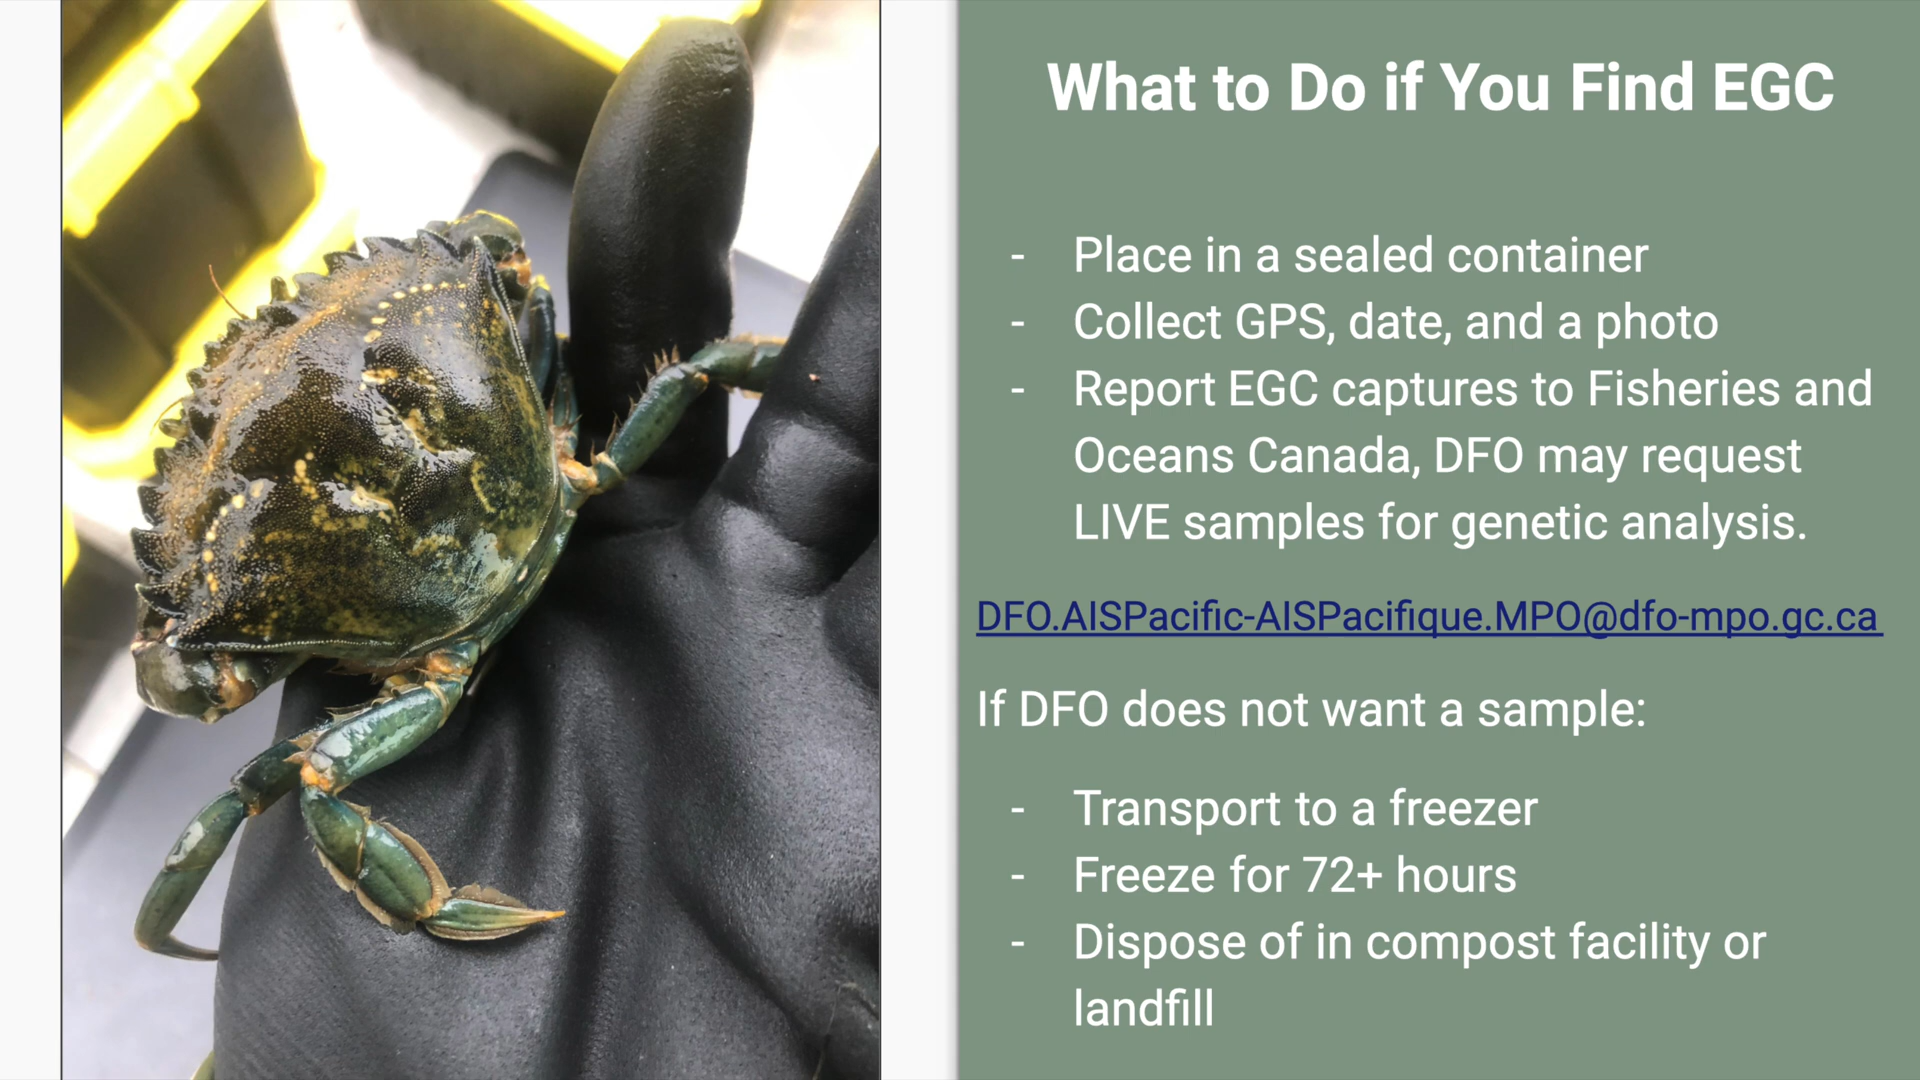 What to Do if You Find EGC
- Place in a sealed container
- Collect GPS, date, and a photo
- Report EGC captures to Fisheries and
Oceans Canada, DFO may request
LIVE samples for genetic analysis.
DFO.AISPacific-AISPacifique.MPO@dfo-mpo.gc.ca
If DFO does not want a sample:
- Transport to a freezer
- Freeze for 72+ hours
- Dispose of in compost facility or
landfill